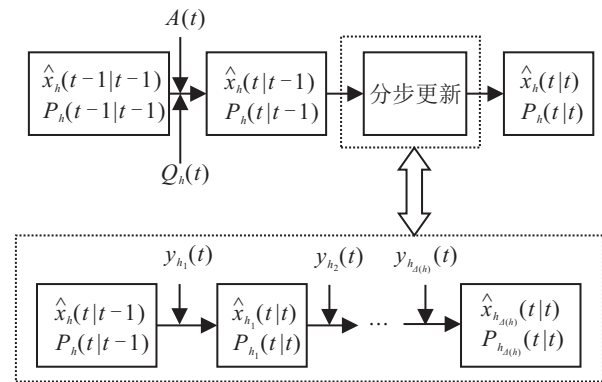 A(t)
x̂_h(t−1|t−1)
P_h(t−1|t−1)
x̂_h(t|t−1)
P_h(t|t−1)
分步更新
x̂_h(t|t)
P_h(t|t)
Q_h(t)
y_{h_1}(t)
y_{h_2}(t)
y_{h_{Δ(h)}}(t)
x̂_h(t|t−1)
P_h(t|t−1)
x̂_{h_1}(t|t)
P_{h_1}(t|t)
···
x̂_{h_{Δ(h)}}(t|t)
P_{h_{Δ(h)}}(t|t)